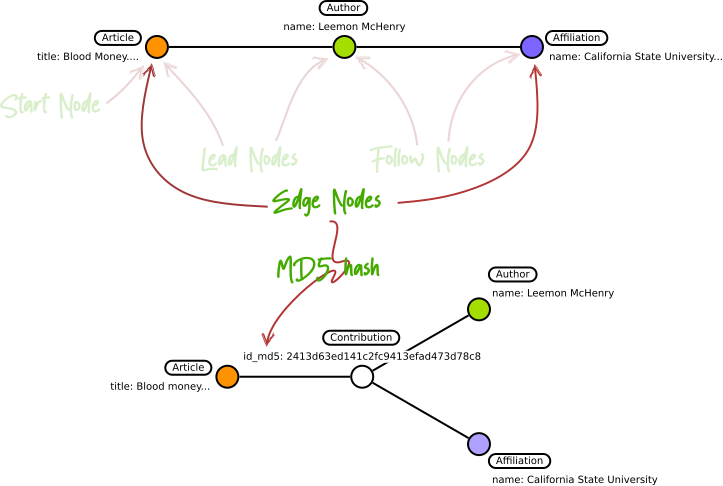 Author
name: Leemon McHenry
Article
Affiliation
title: Blood Money....
name: California State University...
Start Node
Lead Nodes
Follow Nodes
Edge Nodes
MD5 hash
Author
name: Leemon McHenry
Contribution
id_md5: 2413d63ed141c2fc9413efad473d78c8
Article
title: Blood money...
Affiliation
name: California State University